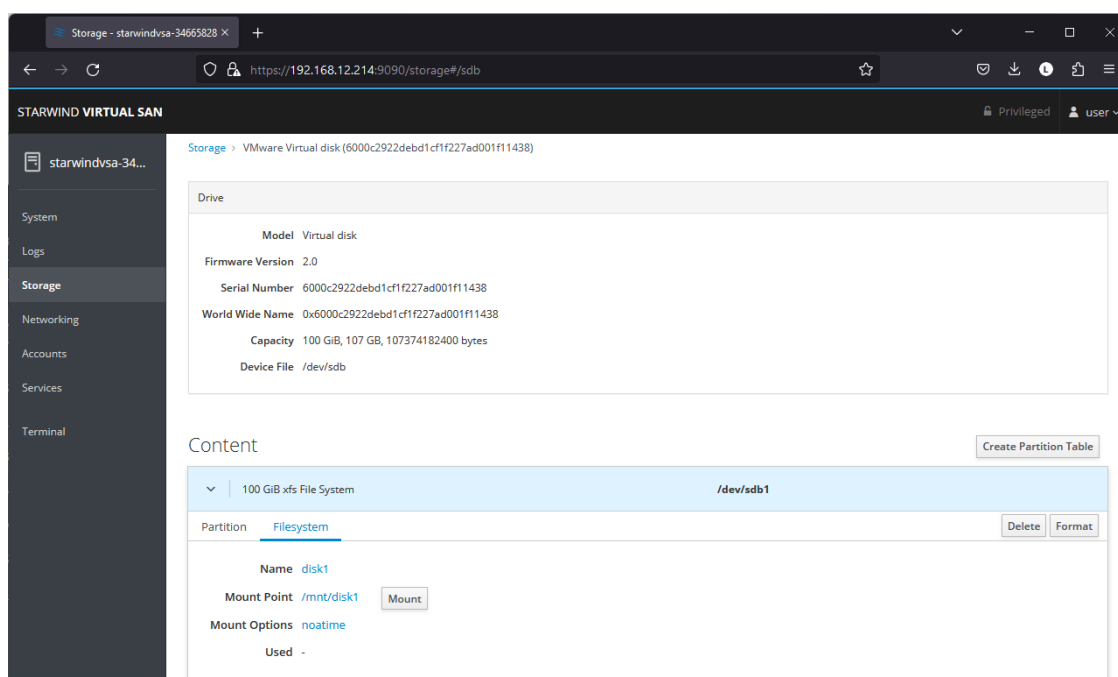 Storage - starwindvsa-34665828
https://192.168.12.214:9090/storage#/sdb
L
STARWIND VIRTUAL SAN
Privileged
user
starwindvsa-34...
System
Logs
Storage
Networking
Accounts
Services
Terminal
Storage > VMware Virtual disk (6000c2922debd1cf1f227ad001f11438)
Drive
Model Virtual disk
Firmware Version 2.0
Serial Number 6000c2922debd1cf1f227ad001f11438
World Wide Name 0x6000c2922debd1cf1f227ad001f11438
Capacity 100 GiB, 107 GB, 107374182400 bytes
Device File /dev/sdb
Content
Create Partition Table
100 GiB xfs File System /dev/sdb1
Partition Filesystem Delete Format
Name disk1
Mount Point /mnt/disk1 Mount
Mount Options noatime
Used -